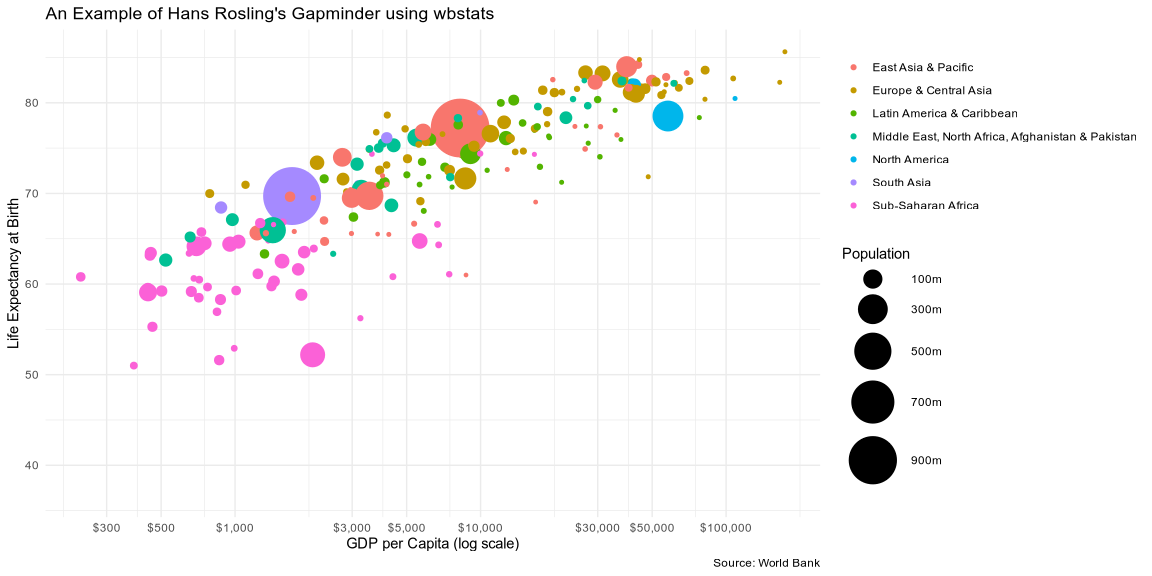 An Example of Hans Rosling's Gapminder using wbstats
Life Expectancy at Birth
80
70
60
50
40
$300 $500 $1,000 $3,000 $5,000 $10,000 $30,000 $50,000 $100,000
GDP per Capita (log scale)
Source: World Bank
East Asia & Pacific
Europe & Central Asia
Latin America & Caribbean
Middle East, North Africa, Afghanistan & Pakistan
North America
South Asia
Sub-Saharan Africa
Population
100m
300m
500m
700m
900m